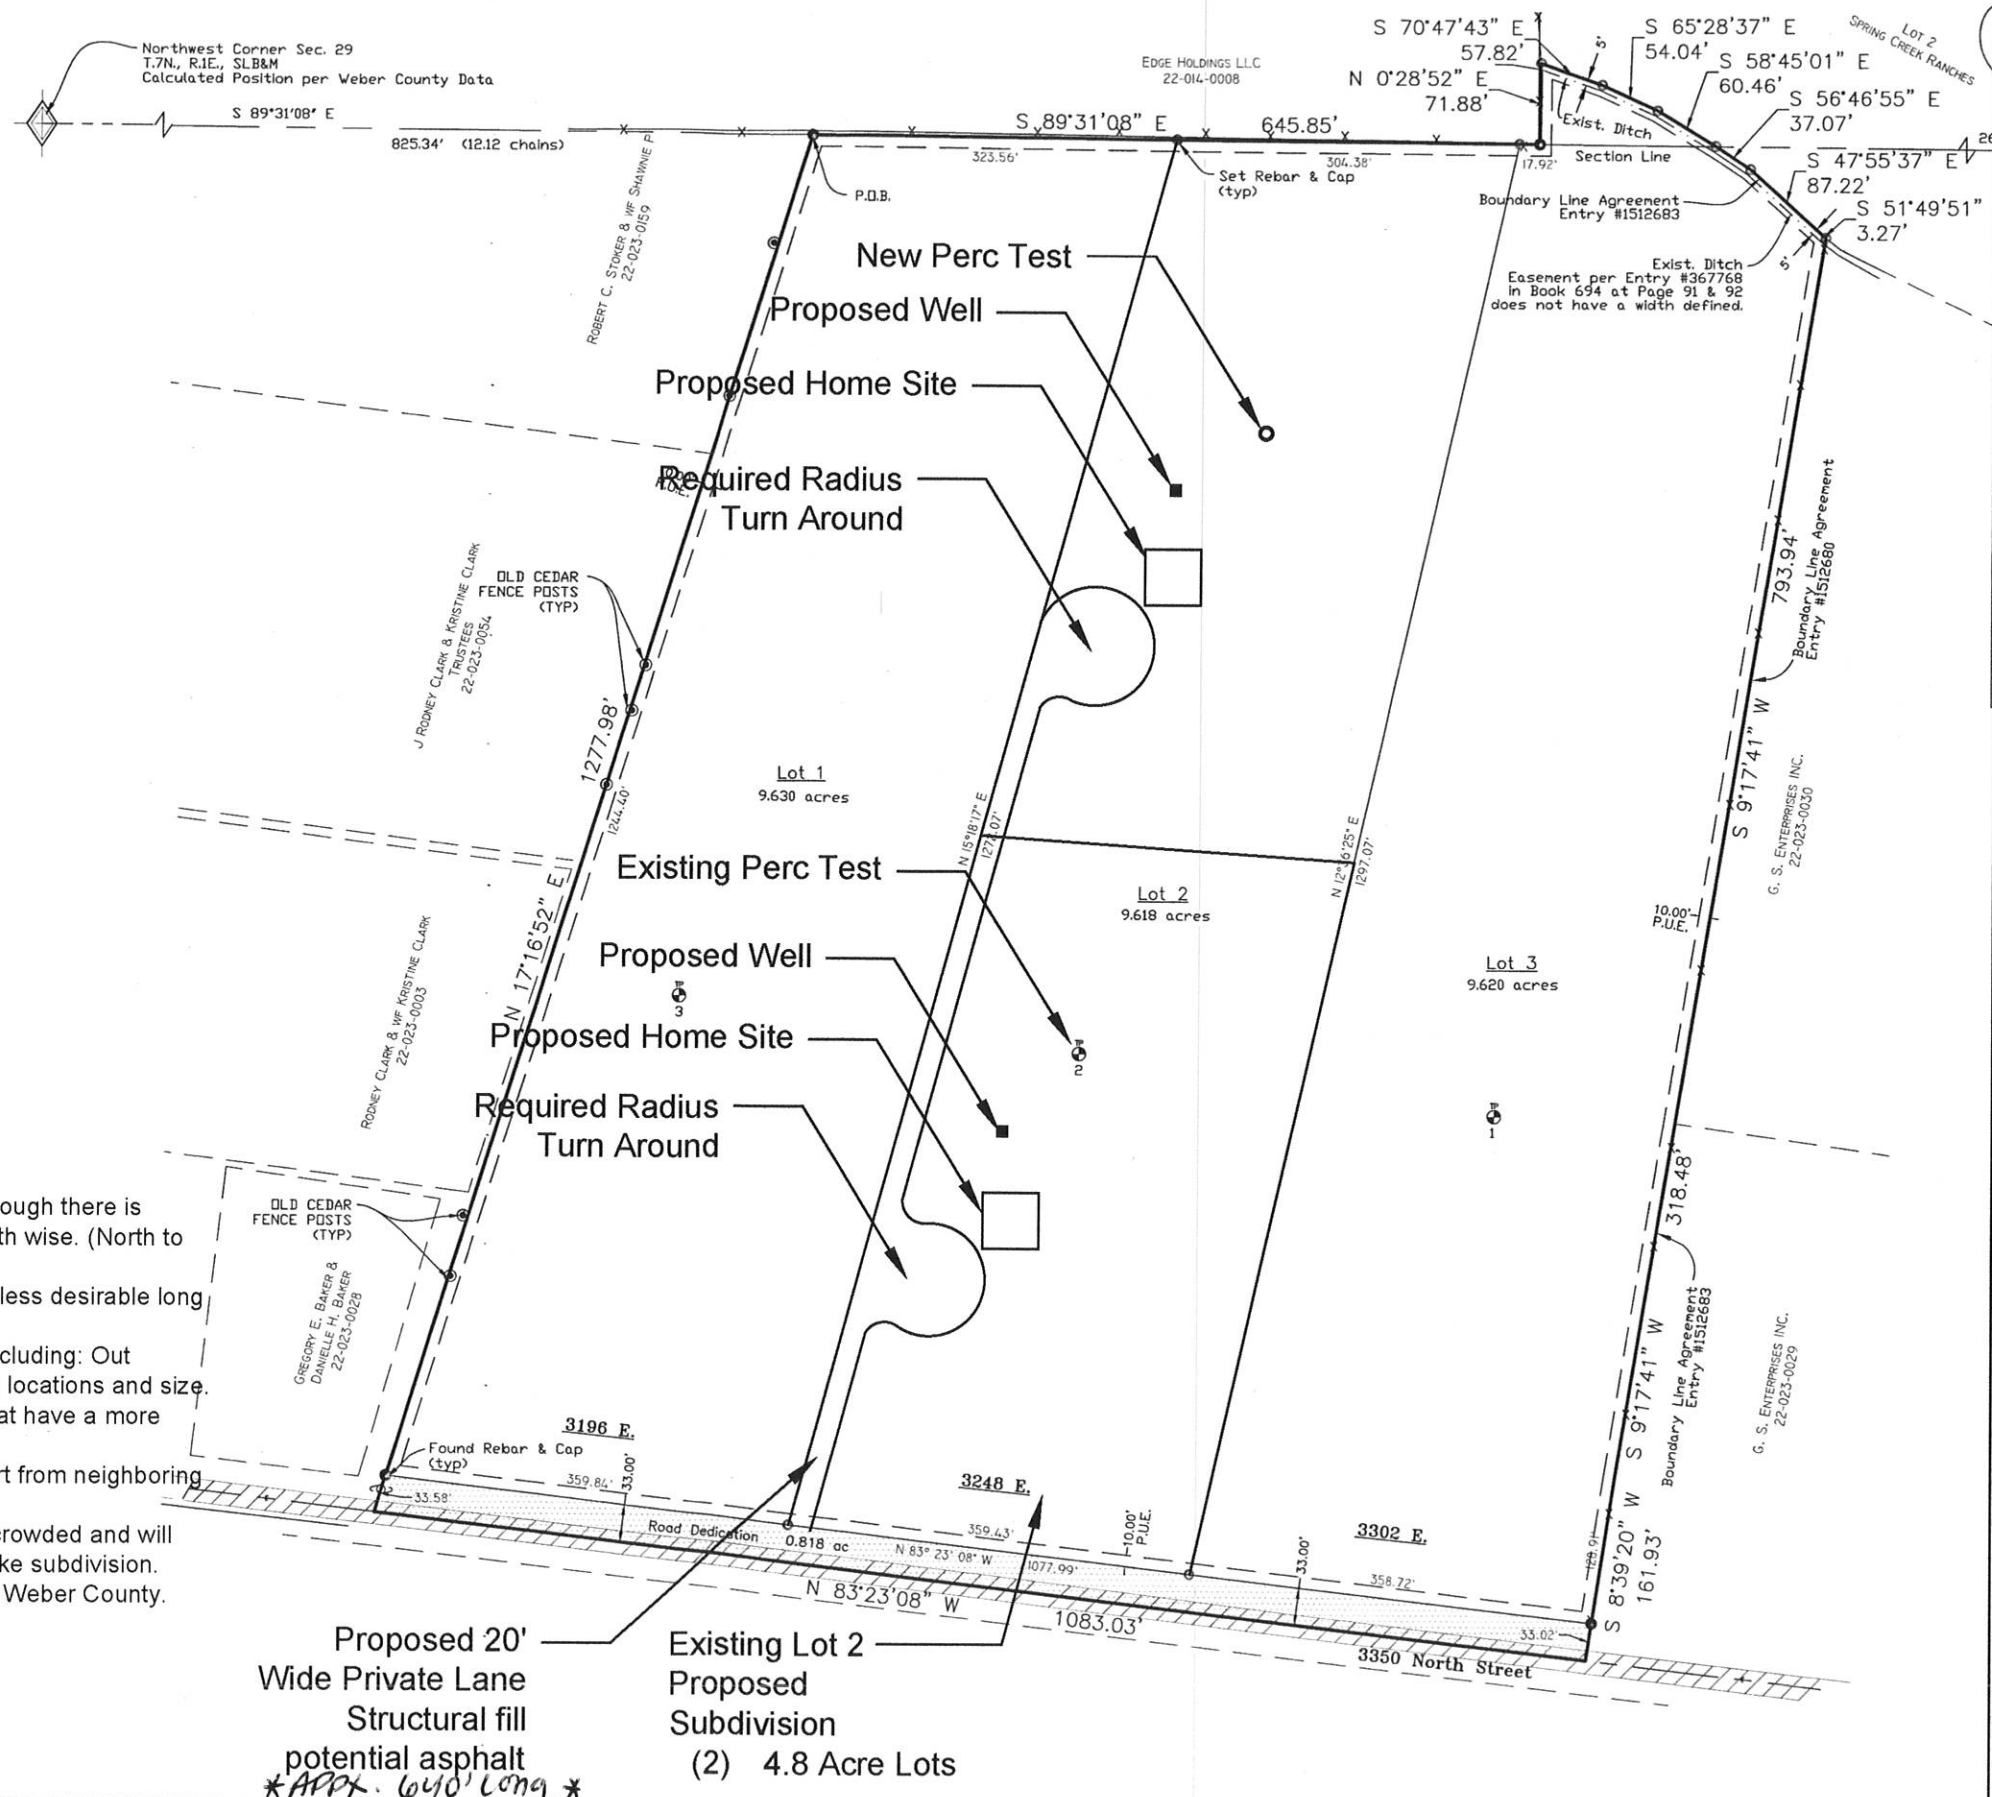 Northwest Corner Sec. 29
T.7N., R.1E., SLB&M
Calculated Position per Weber County Data
S 89°31'08" E
825.34' (12.12 chains)
EDGE HOLDINGS LLC
22-014-0008
S 89°31'08" E
645.85'
323.56'
304.38'
17.92'
S 70°47'43" E
57.82'
N 0°28'52" E
71.88'
S 65°28'37" E
54.04'
S 58°45'01" E
60.46'
S 56°46'55" E
37.07'
S 47°55'37" E
87.22'
S 51°49'51"
3.27'
LOT 2
SPRING CREEK RANCHES
5'
Exist. Ditch
Section Line
26
Boundary Line Agreement
Entry #1512683
Exist. Ditch
Easement per Entry #367768
in Book 694 at Page 91 & 92
does not have a width defined.
5'
P.O.B.
Set Rebar & Cap
(typ)
ROBERT C. STOKER & WF SHAWNIE P
22-023-0159
New Perc Test
Proposed Well
Proposed Home Site
Required Radius
Turn Around
P.U.E.
OLD CEDAR
FENCE POSTS
(TYP)
J RODNEY CLARK & KRISTINE CLARK
TRUSTEES
22-023-0054
1277.98'
1244.40'
N 17°16'52" E
Lot 1
9.630 acres
N 15°18'17" E
1272.07'
N 12°36'25" E
1297.07'
793.94'
Boundary Line Agreement
Entry #1512680
S 9°17'41" W
G. S. ENTERPRISES INC.
22-023-0030
10.00'
P.U.E.
Existing Perc Test
Lot 2
9.618 acres
Lot 3
9.620 acres
Proposed Well
3
2
1
Proposed Home Site
Required Radius
Turn Around
RODNEY CLARK & WF KRISTINE CLARK
22-023-0003
318.48'
Boundary Line Agreement
Entry #1512683
S 9°17'41" W
G. S. ENTERPRISES INC.
22-023-0029
OLD CEDAR
FENCE POSTS
(TYP)
GREGORY E. BAKER &
DANIELLE H. BAKER
22-023-0028
ough there is
th wise. (North to
less desirable long
cluding: Out
locations and size.
at have a more
rt from neighboring
crowded and will
ke subdivision.
Weber County.
3196 E.
Found Rebar & Cap
(typ)
359.84'
33.00'
33.58'
Road Dedication
0.818 ac
3248 E.
359.43'
N 83° 23' 08" W
1077.99'
10.00'
P.U.E.
3302 E.
33.00'
358.72'
128.91'
S 8°39'20" W
161.93'
33.02'
N 83°23'08" W
1083.03'
3350 North Street
Proposed 20'
Wide Private Lane
Structural fill
potential asphalt
*APPX. 640' Long *
Existing Lot 2
Proposed
Subdivision
(2) 4.8 Acre Lots